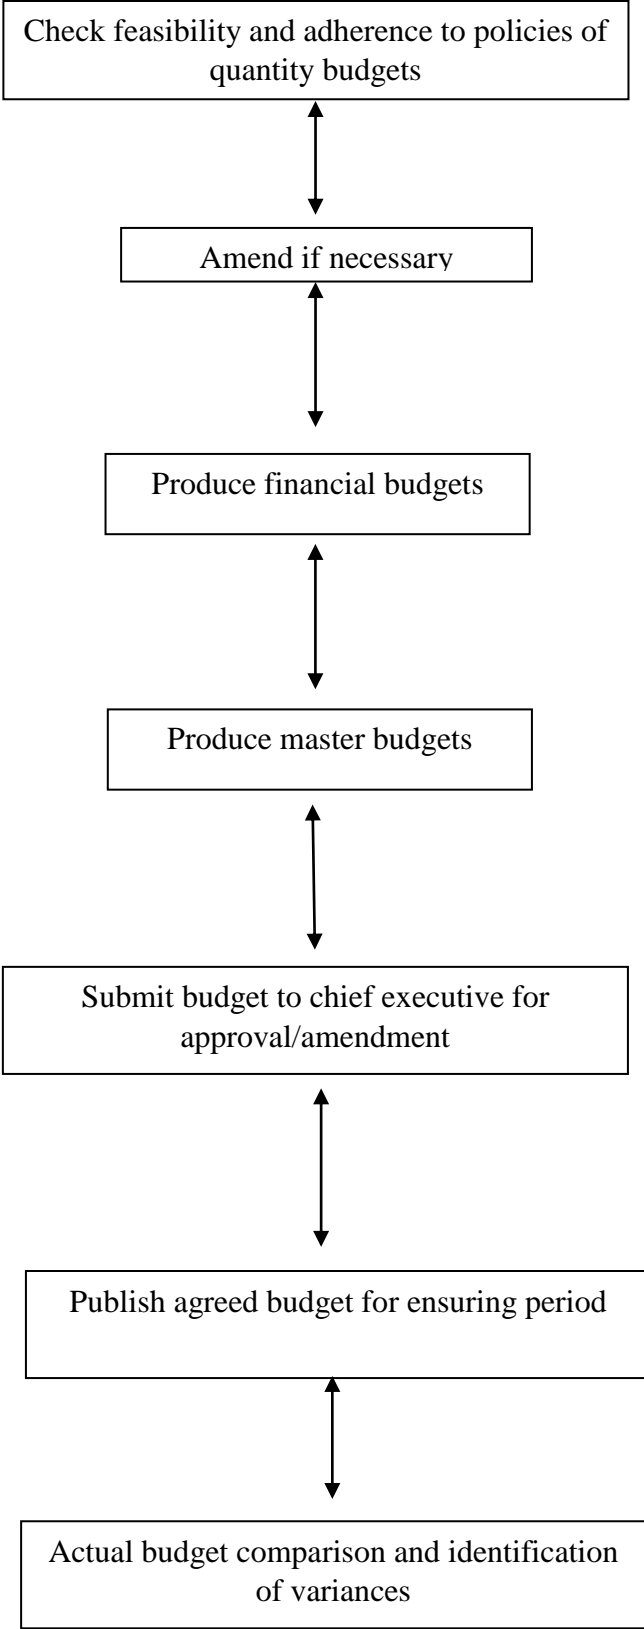 Check feasibility and adherence to policies of
quantity budgets
Amend if necessary
Produce financial budgets
Produce master budgets
Submit budget to chief executive for
approval/amendment
Publish agreed budget for ensuring period
Actual budget comparison and identification
of variances